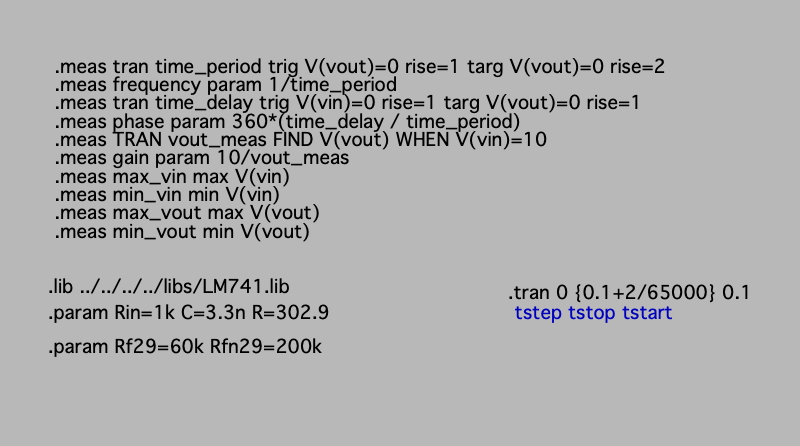 .meas tran time_period trig V(vout)=0 rise=1 targ V(vout)=0 rise=2
.meas frequency param 1/time_period
.meas tran time_delay trig V(vin)=0 rise=1 targ V(vout)=0 rise=1
.meas phase param 360*(time_delay / time_period)
.meas TRAN vout_meas FIND V(vout) WHEN V(vin)=10
.meas gain param 10/vout_meas
.meas max_vin max V(vin)
.meas min_vin min V(vin)
.meas max_vout max V(vout)
.meas min_vout min V(vout)
.lib ../../../../libs/LM741.lib
.param Rin=1k C=3.3n R=302.9
.param Rf29=60k Rfn29=200k
.tran 0 {0.1+2/65000} 0.1
tstep tstop tstart